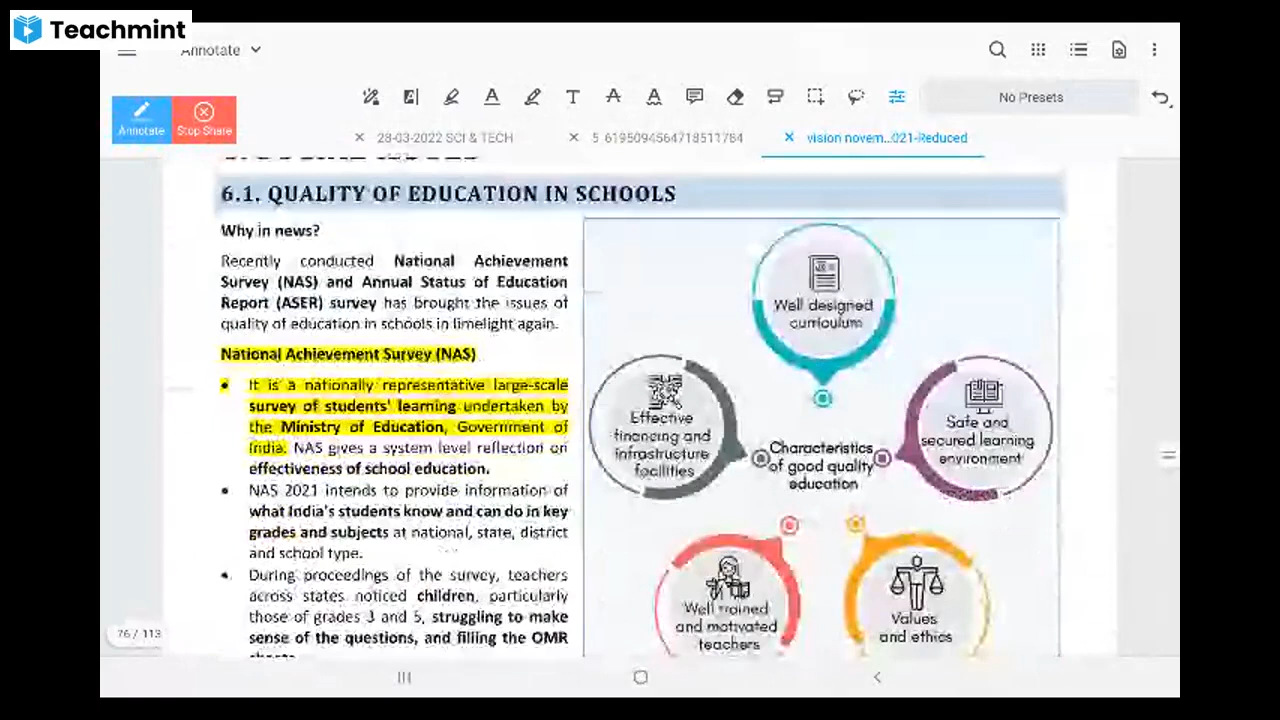 Teachmint
Annotate
Annotate
Stop Share
No Presets
28-03-2022 SCI & TECH
5_6195094564718511784
vision novem...021-Reduced
6.1. QUALITY OF EDUCATION IN SCHOOLS
Why in news?
Recently conducted National Achievement
Survey (NAS) and Annual Status of Education
Report (ASER) survey has brought the issues of
quality of education in schools in limelight again.
National Achievement Survey (NAS)
• It is a nationally representative large-scale
survey of students' learning undertaken by
the Ministry of Education, Government of
India. NAS gives a system level reflection on
effectiveness of school education.
• NAS 2021 intends to provide information of
what India's students know and can do in key
grades and subjects at national, state, district
and school type.
• During proceedings of the survey, teachers
across states noticed children, particularly
those of grades 3 and 5, struggling to make
sense of the questions, and filling the OMR
Well designed
curriculum
Effective
financing and
infrastructure
facilities
Characteristics
of good quality
education
Safe and
secured learning
environment
Well trained
and motivated
teachers
Values
and ethics
76 / 113